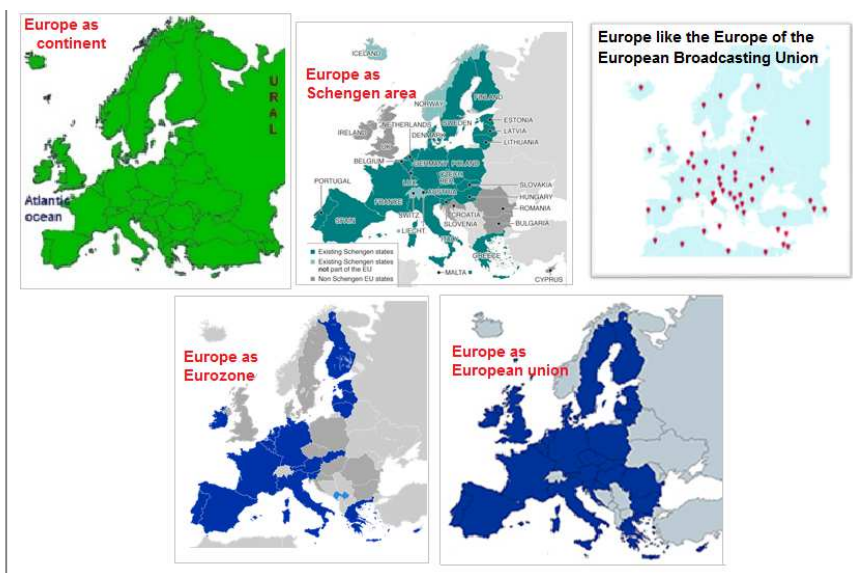 Europe as
continent
URAL
Atlantic
ocean
Europe as
Schengen area
ICELAND
NORWAY
FINLAND
SWEDEN
ESTONIA
LATVIA
LITHUANIA
NETHERLANDS
DENMARK
IRELAND
UK
BELGIUM
GERMANY
POLAND
LUX.
CZECH
REP.
SLOVAKIA
AUSTRIA
HUNGARY
PORTUGAL
FRANCE
SWITZ.
ROMANIA
CROATIA
SLOVENIA
BULGARIA
SPAIN
LIECHT.
ITALY
GREECE
MALTA
CYPRUS
Existing Schengen states
Existing Schengen states
not part of the EU
Non Schengen EU states
Europe like the Europe of the
European Broadcasting Union
Europe as
Eurozone
Europe as
European union